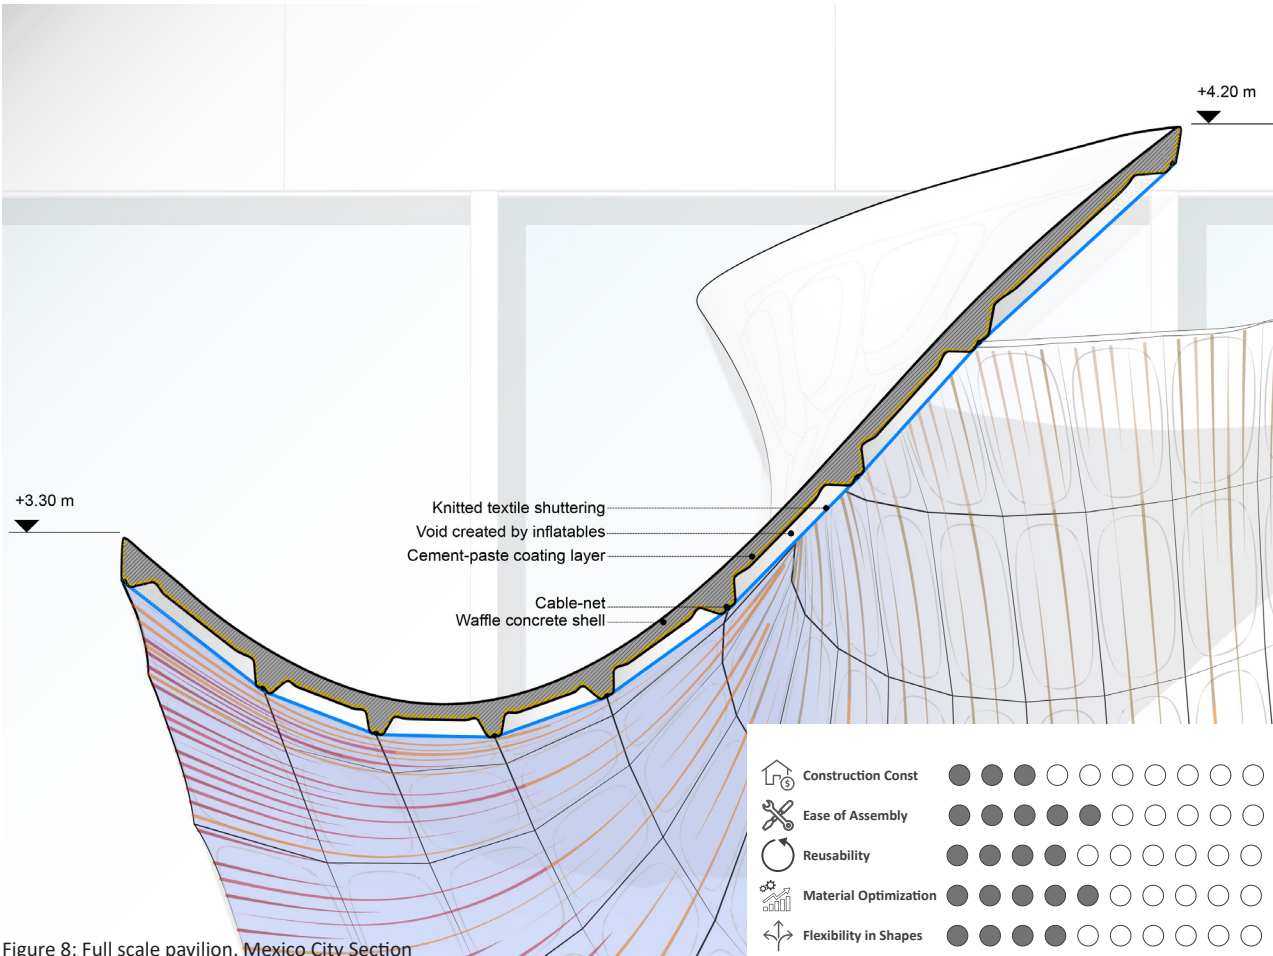 +4.20 m
+3.30 m
Knitted textile shuttering
Void created by inflatables
Cement-paste coating layer
Cable-net
Waffle concrete shell
$
Construction Const
Ease of Assembly
Reusability
Material Optimization
Flexibility in Shapes
Figure 8: Full scale pavilion, Mexico City Section